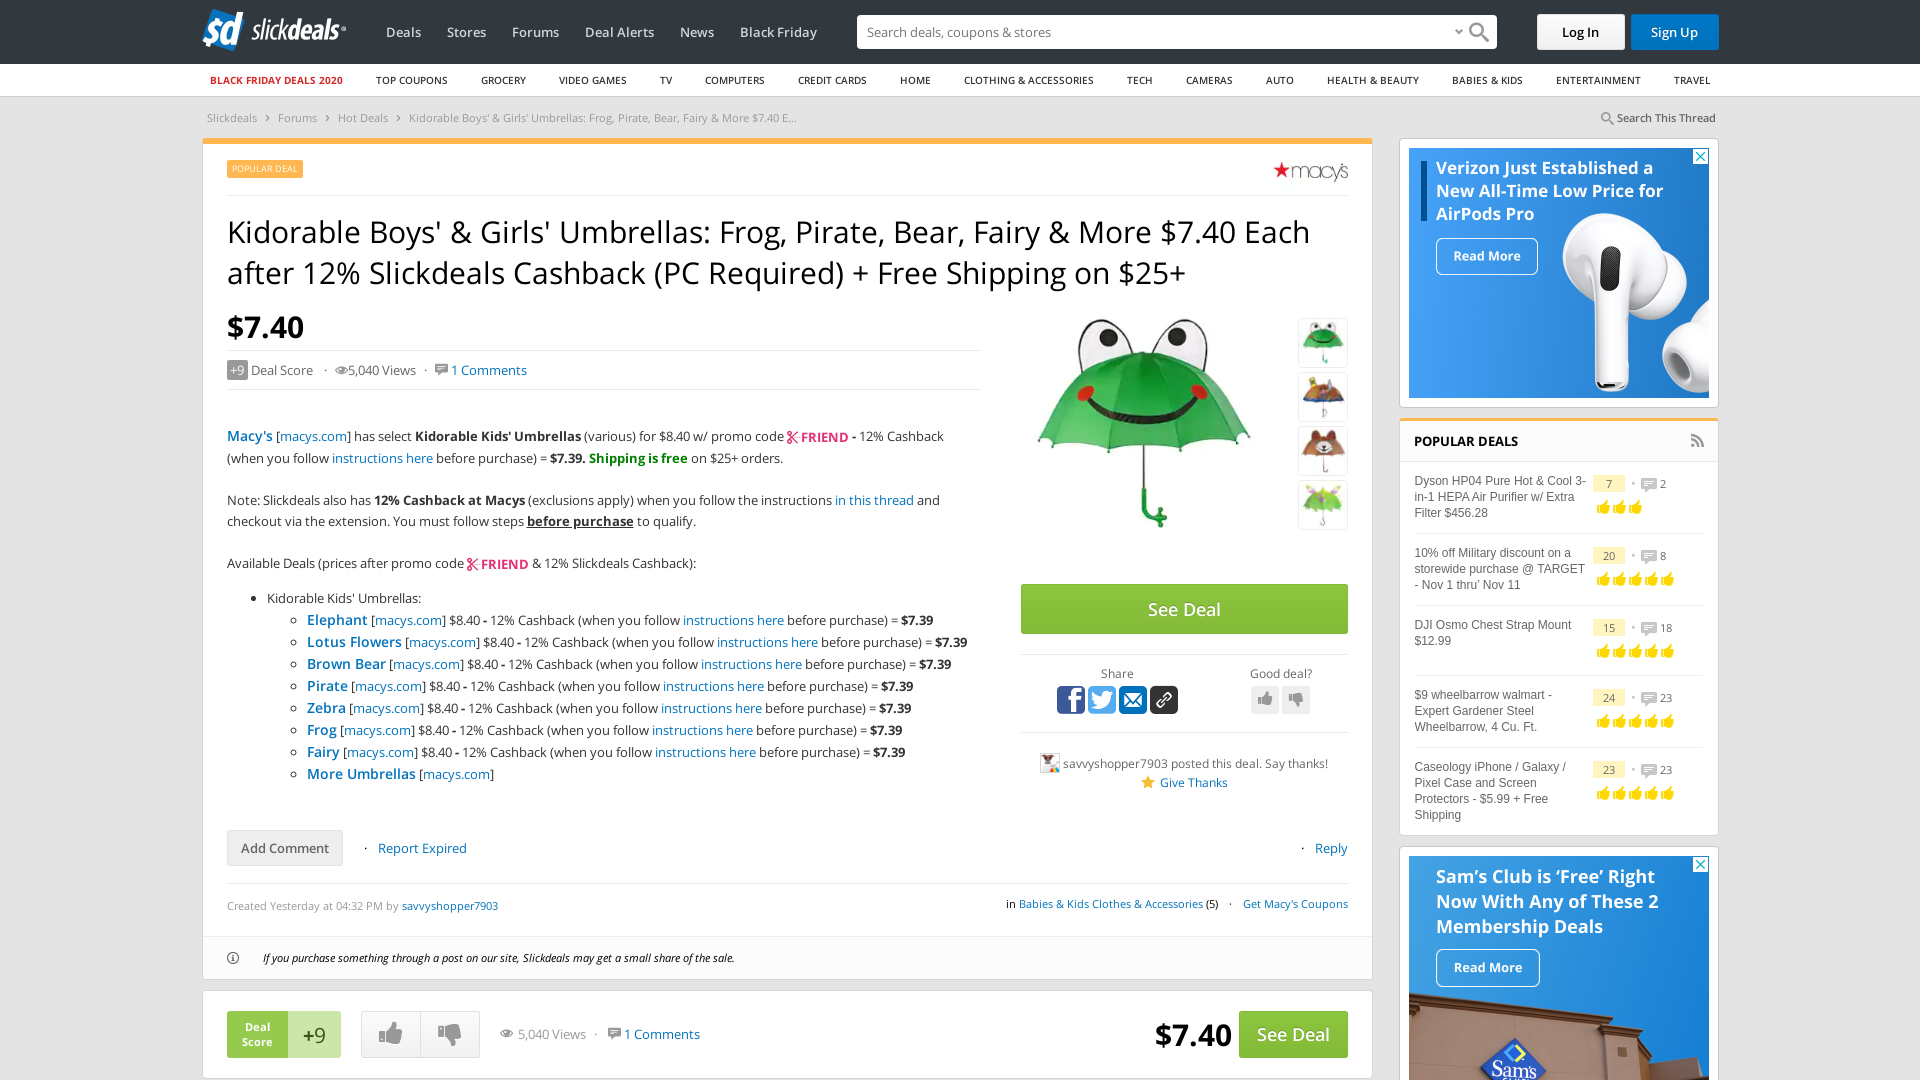 sd slickdeals
Deals Stores Forums Deal Alerts News Black Friday
Search deals, coupons & stores
Log In Sign Up
BLACK FRIDAY DEALS 2020 TOP COUPONS GROCERY VIDEO GAMES TV COMPUTERS CREDIT CARDS HOME CLOTHING & ACCESSORIES TECH CAMERAS AUTO HEALTH & BEAUTY BABIES & KIDS ENTERTAINMENT TRAVEL
Slickdeals › Forums › Hot Deals › Kidorable Boys' & Girls' Umbrellas: Frog, Pirate, Bear, Fairy & More $7.40 E...
Search This Thread
POPULAR DEAL
macy's
Kidorable Boys' & Girls' Umbrellas: Frog, Pirate, Bear, Fairy & More $7.40 Each
after 12% Slickdeals Cashback (PC Required) + Free Shipping on $25+
$7.40
+9 Deal Score · 5,040 Views · 1 Comments
Macy's [macys.com] has select Kidorable Kids' Umbrellas (various) for $8.40 w/ promo code FRIEND - 12% Cashback
(when you follow instructions here before purchase) = $7.39. Shipping is free on $25+ orders.
Note: Slickdeals also has 12% Cashback at Macys (exclusions apply) when you follow the instructions in this thread and
checkout via the extension. You must follow steps before purchase to qualify.
Available Deals (prices after promo code FRIEND & 12% Slickdeals Cashback):
Kidorable Kids' Umbrellas:
Elephant [macys.com] $8.40 - 12% Cashback (when you follow instructions here before purchase) = $7.39
Lotus Flowers [macys.com] $8.40 - 12% Cashback (when you follow instructions here before purchase) = $7.39
Brown Bear [macys.com] $8.40 - 12% Cashback (when you follow instructions here before purchase) = $7.39
Pirate [macys.com] $8.40 - 12% Cashback (when you follow instructions here before purchase) = $7.39
Zebra [macys.com] $8.40 - 12% Cashback (when you follow instructions here before purchase) = $7.39
Frog [macys.com] $8.40 - 12% Cashback (when you follow instructions here before purchase) = $7.39
Fairy [macys.com] $8.40 - 12% Cashback (when you follow instructions here before purchase) = $7.39
More Umbrellas [macys.com]
See Deal
Share
Good deal?
savvyshopper7903 posted this deal. Say thanks!
Give Thanks
Add Comment · Report Expired
· Reply
Created Yesterday at 04:32 PM by savvyshopper7903
in Babies & Kids Clothes & Accessories (5) · Get Macy's Coupons
If you purchase something through a post on our site, Slickdeals may get a small share of the sale.
Deal
Score
+9
5,040 Views · 1 Comments
$7.40
See Deal
Verizon Just Established a
New All-Time Low Price for
AirPods Pro
Read More
POPULAR DEALS
Dyson HP04 Pure Hot & Cool 3-
in-1 HEPA Air Purifier w/ Extra
Filter $456.28
7 · 2
10% off Military discount on a
storewide purchase @ TARGET
- Nov 1 thru' Nov 11
20 · 8
DJI Osmo Chest Strap Mount
$12.99
15 · 18
$9 wheelbarrow walmart -
Expert Gardener Steel
Wheelbarrow, 4 Cu. Ft.
24 · 23
Caseology iPhone / Galaxy /
Pixel Case and Screen
Protectors - $5.99 + Free
Shipping
23 · 23
Sam's Club is 'Free' Right
Now With Any of These 2
Membership Deals
Read More
Sam's